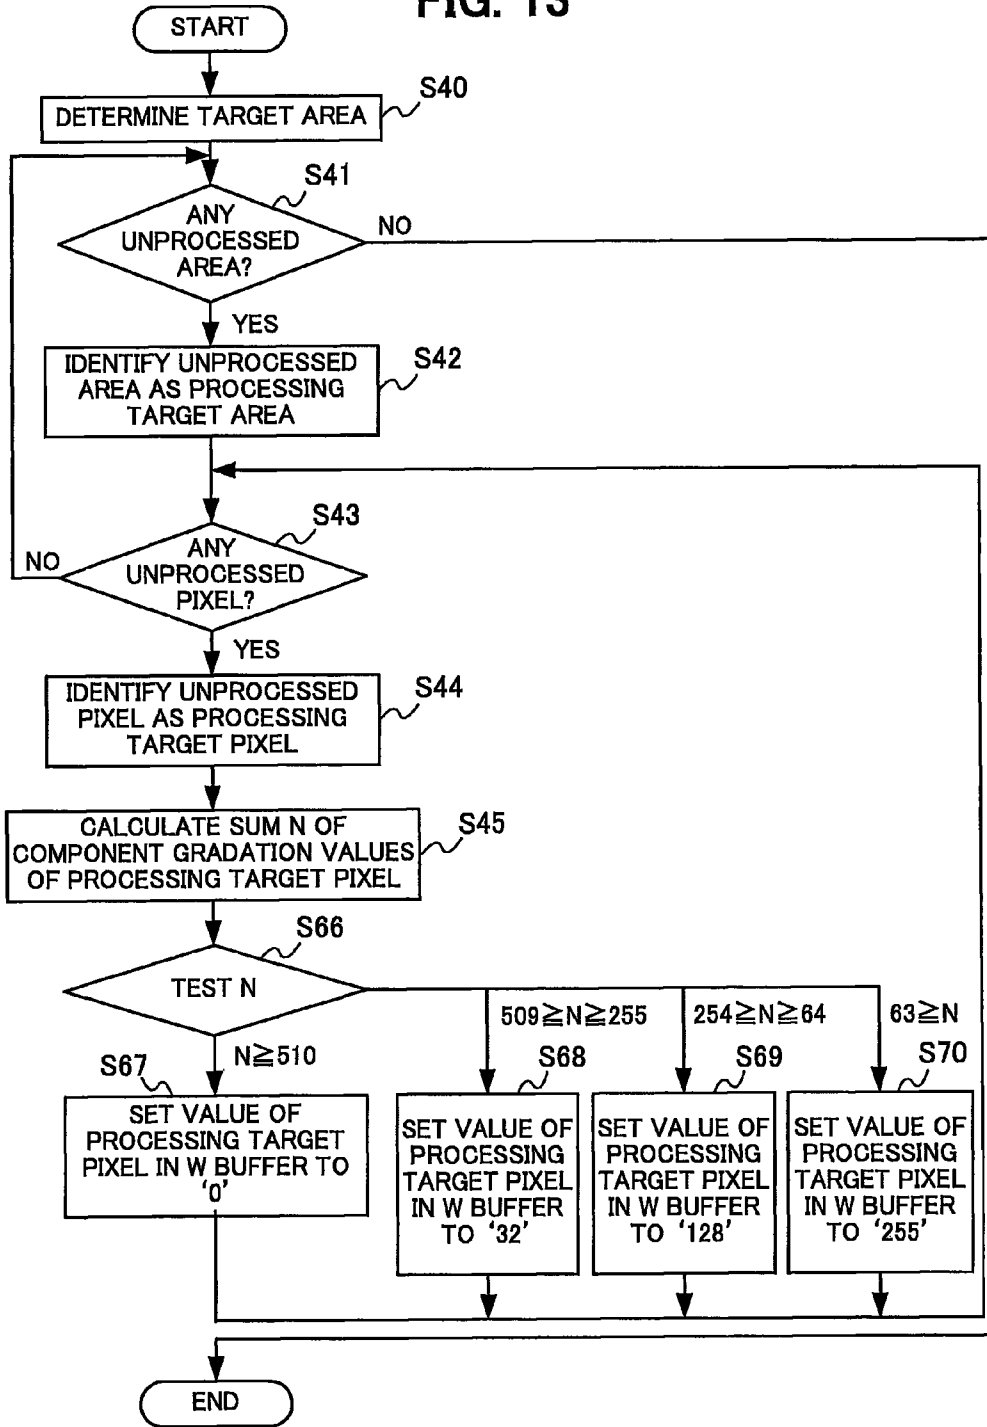 FIG. 13
START
DETERMINE TARGET AREA
S40
S41
ANY
UNPROCESSED
AREA?
NO
YES
IDENTIFY UNPROCESSED
AREA AS PROCESSING
TARGET AREA
S42
S43
ANY
UNPROCESSED
PIXEL?
NO
YES
IDENTIFY UNPROCESSED
PIXEL AS PROCESSING
TARGET PIXEL
S44
CALCULATE SUM N OF
COMPONENT GRADATION VALUES
OF PROCESSING TARGET PIXEL
S45
S66
TEST N
N≧510
509≧N≧255
254≧N≧64
63≧N
S67
SET VALUE OF
PROCESSING TARGET
PIXEL IN W BUFFER TO
‘0’
S68
SET VALUE OF
PROCESSING
TARGET PIXEL
IN W BUFFER
TO ‘32’
S69
SET VALUE OF
PROCESSING
TARGET PIXEL
IN W BUFFER
TO ‘128’
S70
SET VALUE OF
PROCESSING
TARGET PIXEL
IN W BUFFER
TO ‘255’
END